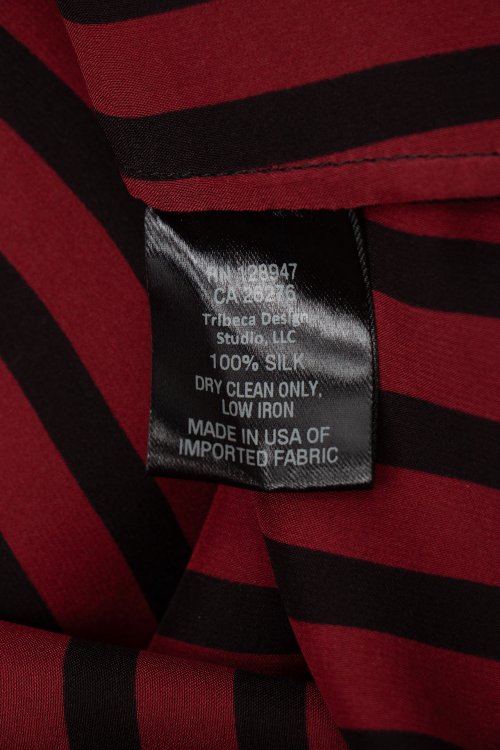 RN 128947
CA 26276
Tribeca Design
Studio, LLC
100% SILK
DRY CLEAN ONLY,
LOW IRON
MADE IN USA OF
IMPORTED FABRIC